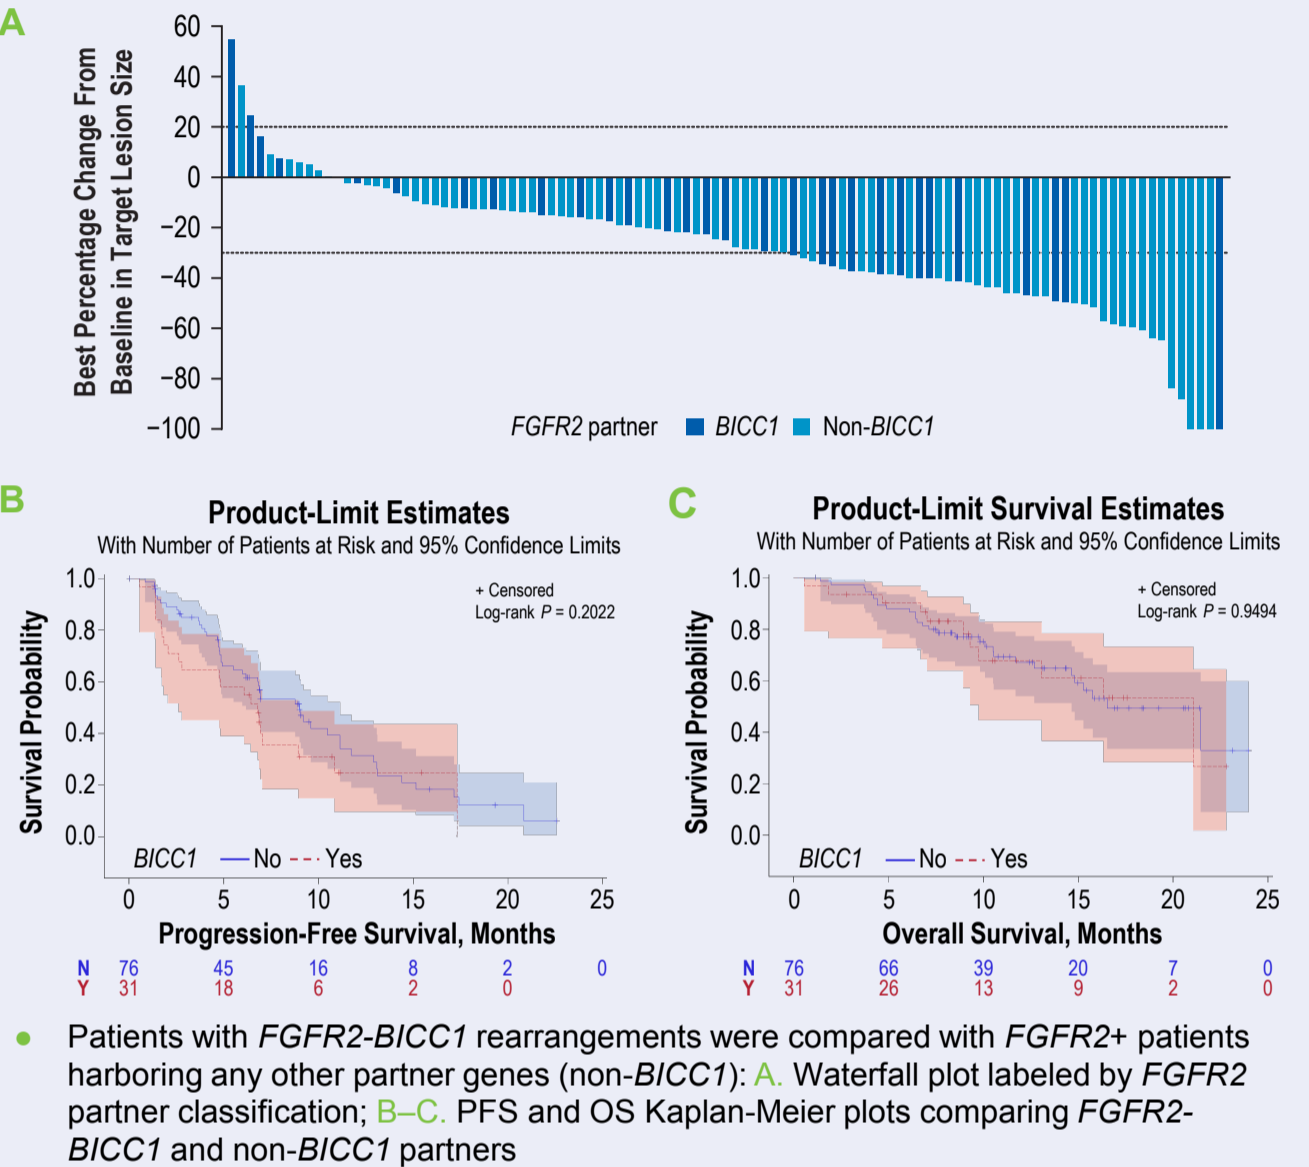 A
Best Percentage Change From
Baseline in Target Lesion Size
60
40
20
0
−20
−40
−60
−80
−100
FGFR2 partner BICC1 Non-BICC1
B
Product-Limit Estimates
With Number of Patients at Risk and 95% Confidence Limits
+ Censored
Log-rank P = 0.2022
Survival Probability
1.0
0.8
0.6
0.4
0.2
0.0
BICC1 No Yes
0 5 10 15 20 25
Progression-Free Survival, Months
N 76 45 16 8 2 0
Y 31 18 6 2 0
C
Product-Limit Survival Estimates
With Number of Patients at Risk and 95% Confidence Limits
+ Censored
Log-rank P = 0.9494
Survival Probability
1.0
0.8
0.6
0.4
0.2
0.0
BICC1 No Yes
0 5 10 15 20 25
Overall Survival, Months
N 76 66 39 20 7 0
Y 31 26 13 9 2 0
● Patients with FGFR2-BICC1 rearrangements were compared with FGFR2+ patients
harboring any other partner genes (non-BICC1): A. Waterfall plot labeled by FGFR2
partner classification; B–C. PFS and OS Kaplan-Meier plots comparing FGFR2-
BICC1 and non-BICC1 partners